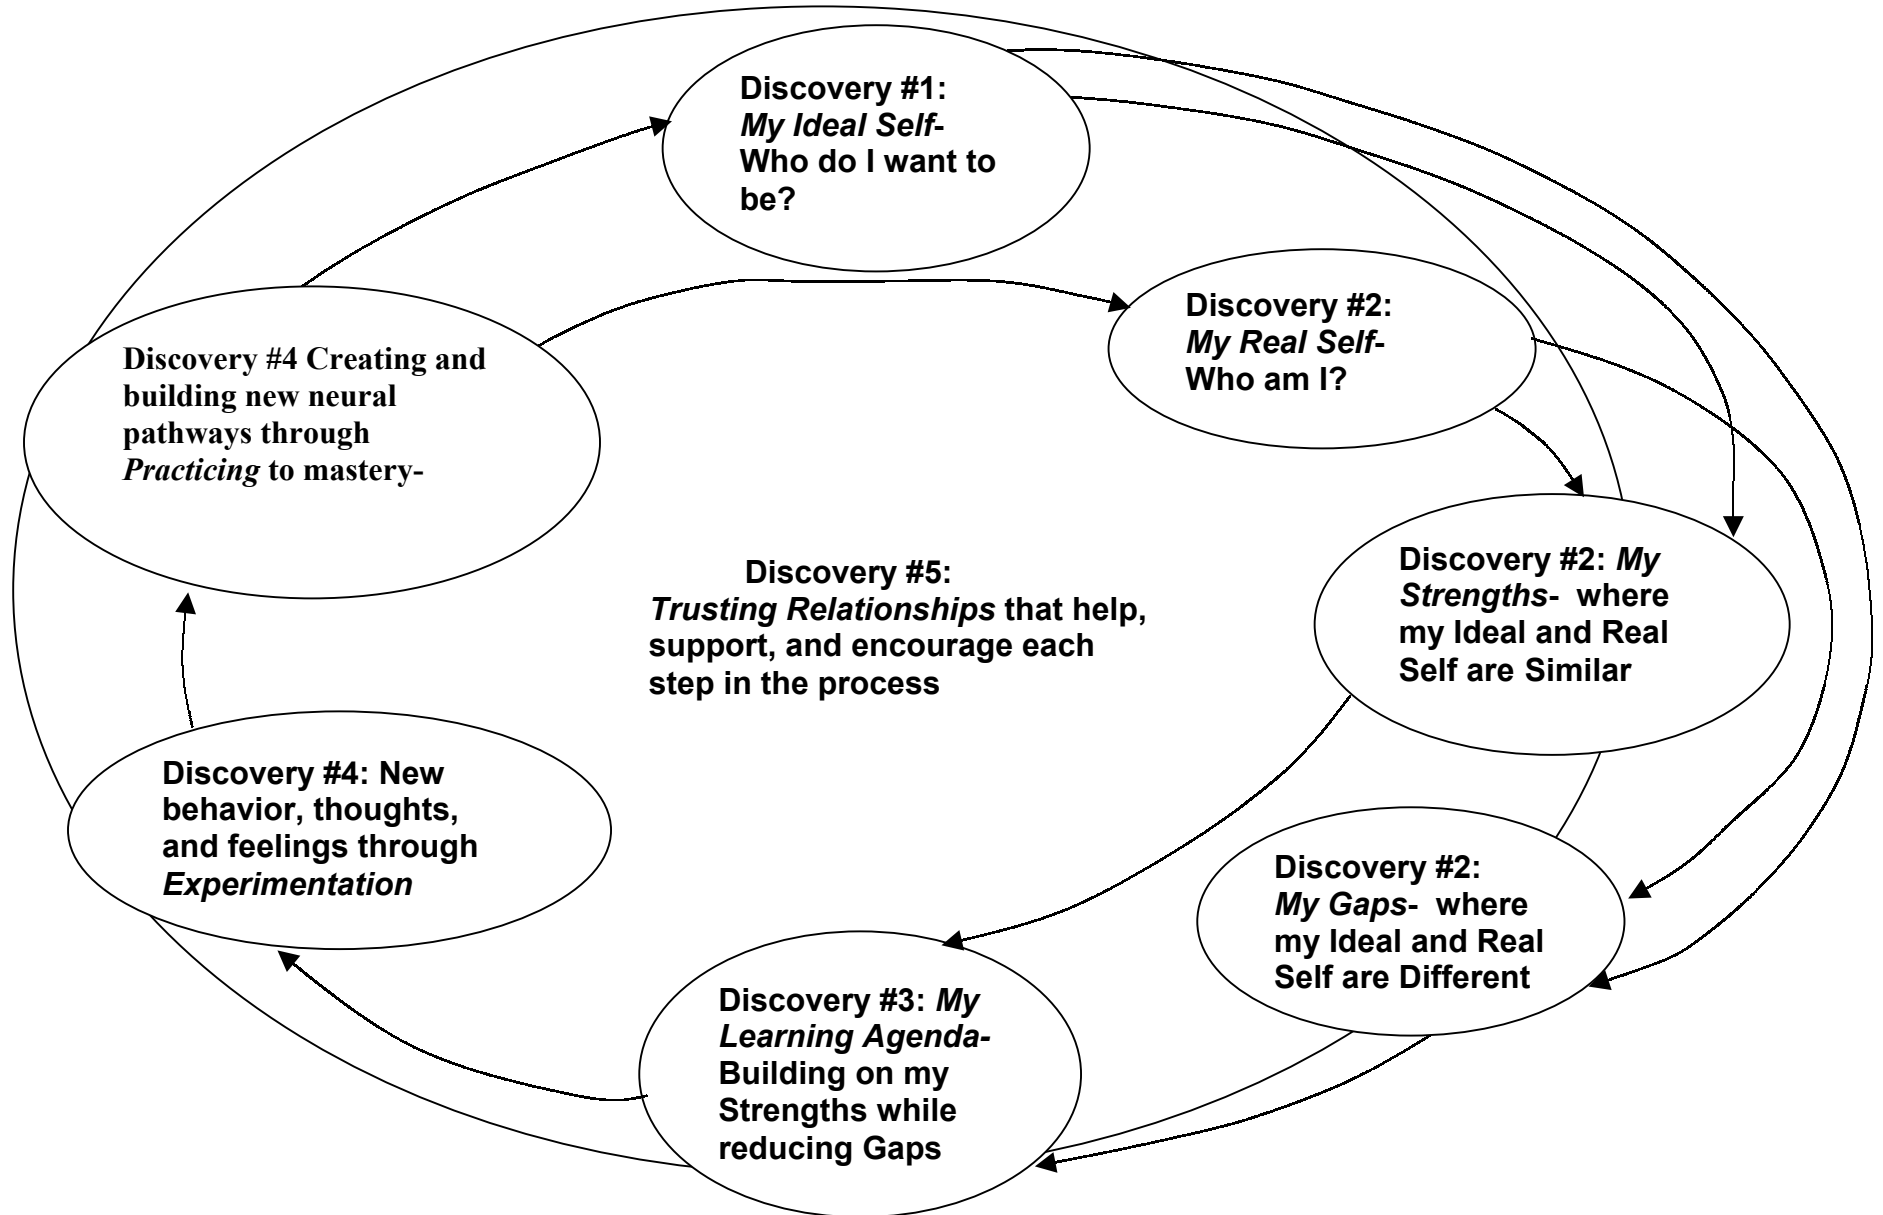 Discovery #1:
My Ideal Self-
Who do I want to
be?
Discovery #2:
My Real Self-
Who am I?
Discovery #4 Creating and
building new neural
pathways through
Practicing to mastery-
Discovery #2: My
Strengths- where
my Ideal and Real
Self are Similar
Discovery #5:
Trusting Relationships that help,
support, and encourage each
step in the process
Discovery #4: New
behavior, thoughts,
and feelings through
Experimentation
Discovery #2:
My Gaps- where
my Ideal and Real
Self are Different
Discovery #3: My
Learning Agenda-
Building on my
Strengths while
reducing Gaps